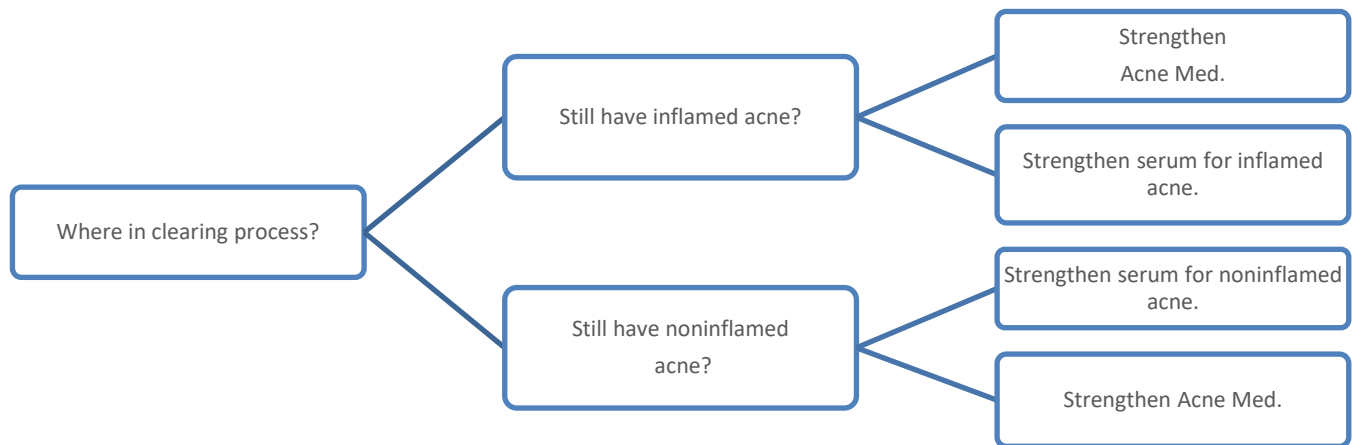 Where in clearing process?
Still have inflamed acne?
Strengthen
Acne Med.
Strengthen serum for inflamed
acne.
Still have noninflamed
acne?
Strengthen serum for noninflamed
acne.
Strengthen Acne Med.